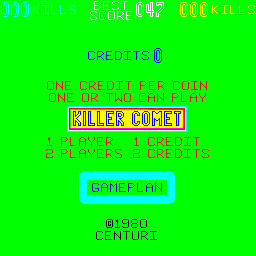 000KILLS BEST SCORE 047 000KILLS
CREDITS 0
ONE CREDIT PER COIN
ONE OR TWO CAN PLAY
KILLER COMET
1 PLAYER 1 CREDIT
2 PLAYERS 2 CREDITS
GAMEPLAN
©1980
CENTURI